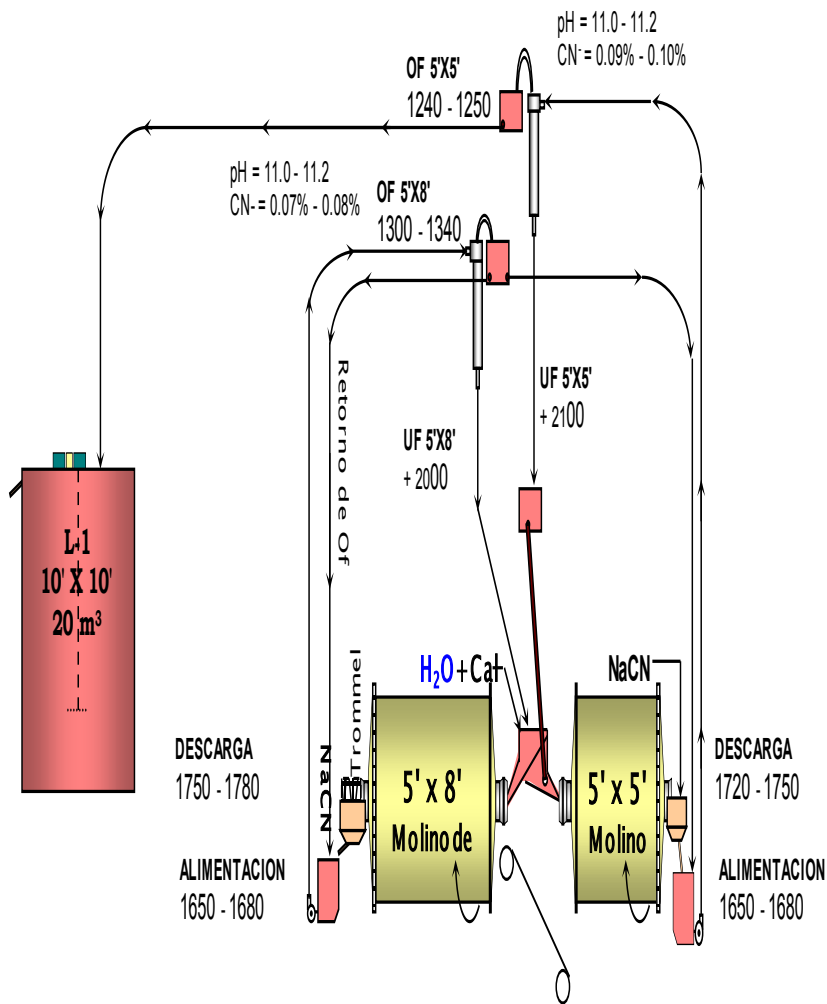 pH = 11.0 - 11.2
CN⁻ = 0.09% - 0.10%
OF 5'X5'
1240 - 1250
pH = 11.0 - 11.2
CN- = 0.07% - 0.08%
OF 5'X8'
1300 - 1340
Retorno de Of
UF 5'X5'
+ 2100
UF 5'X8'
+ 2000
L-1
10' X 10'
20 m³
H₂O+Ca+
NaCN
Trommel
NaCN
DESCARGA
1750 - 1780
5' x 8'
Molino de
5' x 5'
Molino
DESCARGA
1720 - 1750
ALIMENTACION
1650 - 1680
ALIMENTACION
1650 - 1680